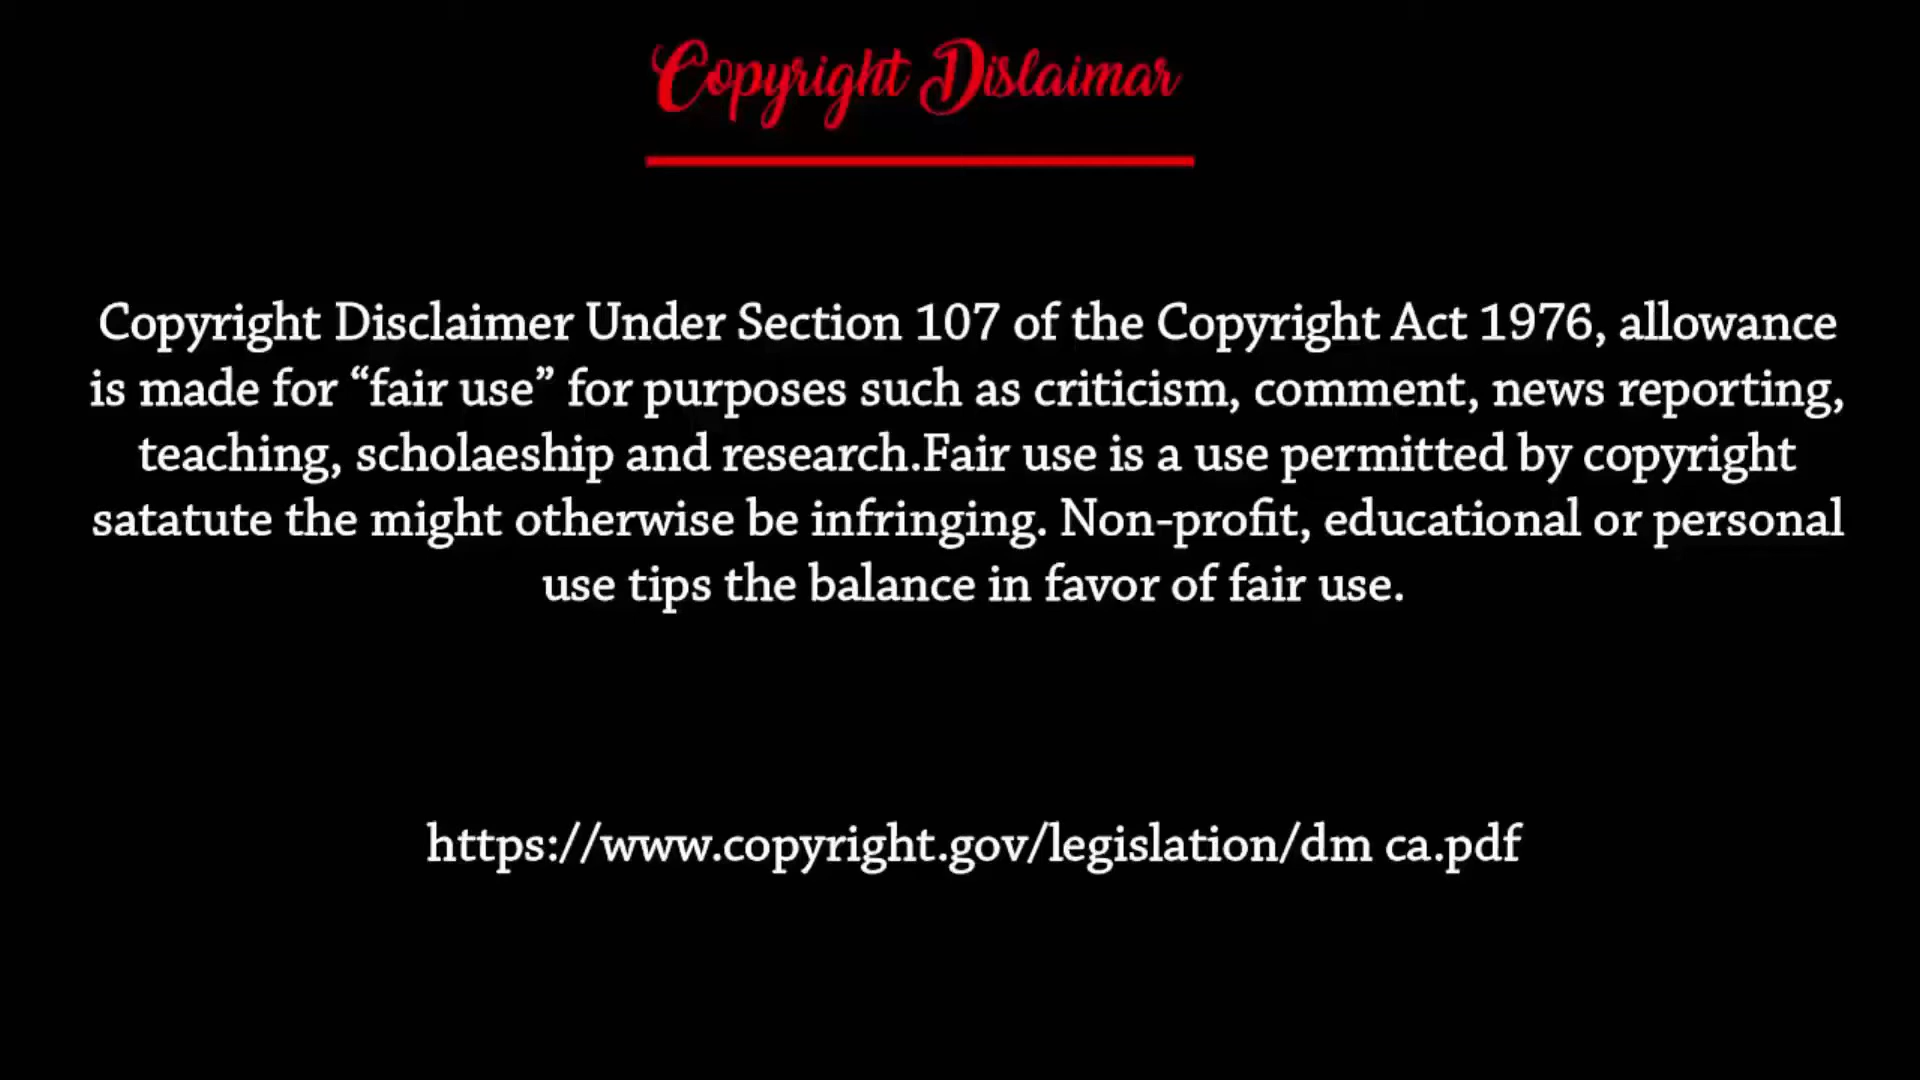 Copyright Dislaimar
Copyright Disclaimer Under Section 107 of the Copyright Act 1976, allowance
is made for “fair use” for purposes such as criticism, comment, news reporting,
teaching, scholaeship and research.Fair use is a use permitted by copyright
satatute the might otherwise be infringing. Non-profit, educational or personal
use tips the balance in favor of fair use.
https://www.copyright.gov/legislation/dm ca.pdf